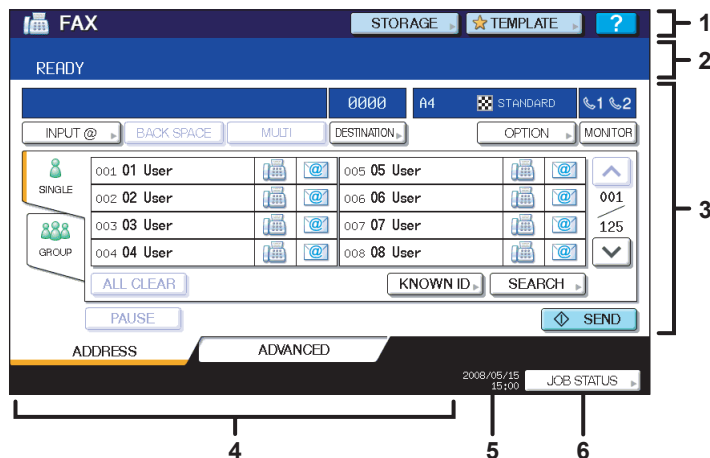 FAX STORAGE TEMPLATE ? 1
READY 2
0000 A4 STANDARD 1 2
INPUT @ BACK SPACE MULTI DESTINATION OPTION MONITOR
SINGLE 001 01 User 005 05 User
002 02 User 006 06 User 001
3
GROUP 003 03 User 007 07 User 125
004 04 User 008 08 User
ALL CLEAR KNOWN ID SEARCH
PAUSE SEND
ADDRESS ADVANCED
2008/05/15
15:00 JOB STATUS
4 5 6